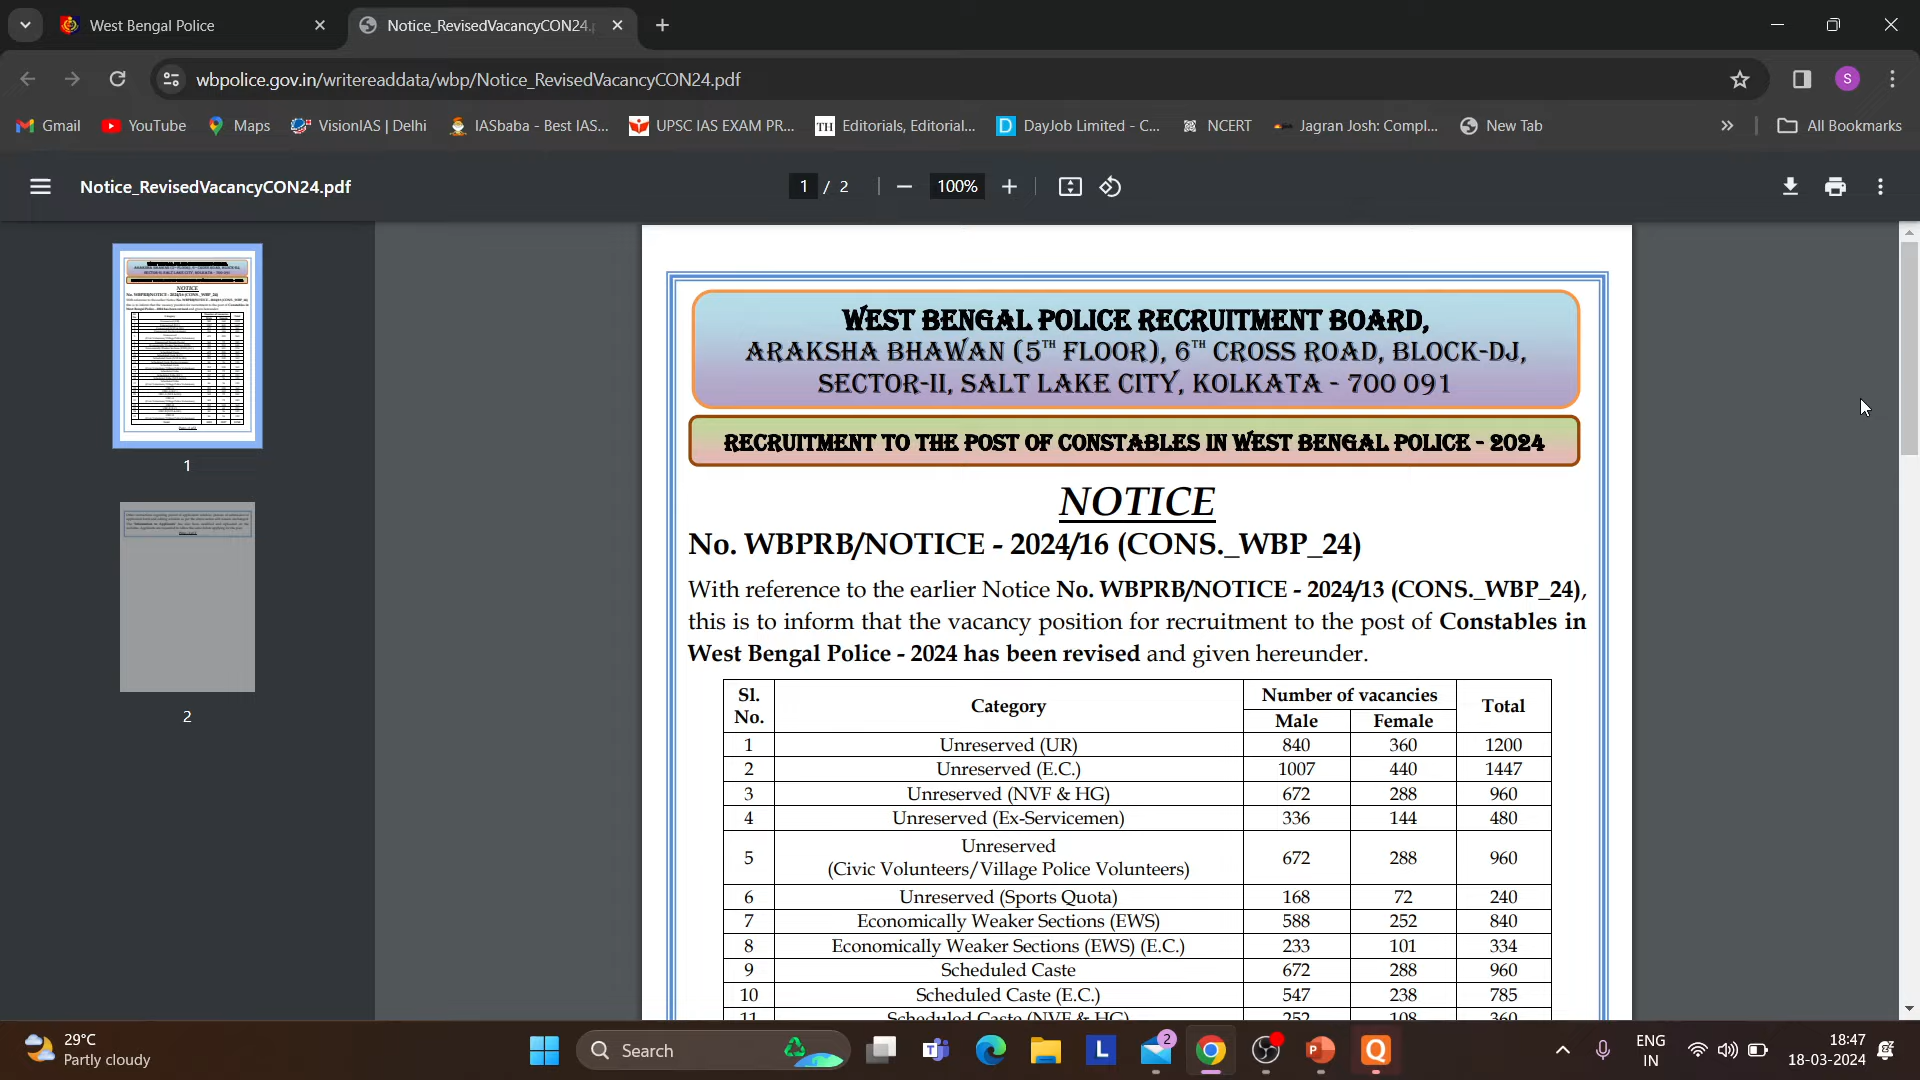 West Bengal Police
Notice_RevisedVacancyCON24.
wbpolice.gov.in/writereaddata/wbp/Notice_RevisedVacancyCON24.pdf
S
Gmail
YouTube
Maps
VisionIAS | Delhi
IASbaba - Best IAS...
UPSC IAS EXAM PR...
TH Editorials, Editorial...
D DayJob Limited - C...
NCERT
Jagran Josh: Compl...
New Tab
All Bookmarks
Notice_RevisedVacancyCON24.pdf
1 / 2
100%
1
2
WEST BENGAL POLICE RECRUITMENT BOARD,
ARAKSHA BHAWAN (5TH FLOOR), 6TH CROSS ROAD, BLOCK-DJ,
SECTOR-II, SALT LAKE CITY, KOLKATA - 700 091
RECRUITMENT TO THE POST OF CONSTABLES IN WEST BENGAL POLICE - 2024
NOTICE
No. WBPRB/NOTICE - 2024/16 (CONS._WBP_24)
With reference to the earlier Notice No. WBPRB/NOTICE - 2024/13 (CONS._WBP_24),
this is to inform that the vacancy position for recruitment to the post of Constables in
West Bengal Police - 2024 has been revised and given hereunder.
Sl. No. Category Number of vacancies Total
Male Female
1 Unreserved (UR) 840 360 1200
2 Unreserved (E.C.) 1007 440 1447
3 Unreserved (NVF & HG) 672 288 960
4 Unreserved (Ex-Servicemen) 336 144 480
5 Unreserved (Civic Volunteers/Village Police Volunteers) 672 288 960
6 Unreserved (Sports Quota) 168 72 240
7 Economically Weaker Sections (EWS) 588 252 840
8 Economically Weaker Sections (EWS) (E.C.) 233 101 334
9 Scheduled Caste 672 288 960
10 Scheduled Caste (E.C.) 547 238 785
11 Scheduled Caste (NVF & HG) 252 108 360
29°C
Partly cloudy
Search
L
2
P
Q
ENG
IN
18:47
18-03-2024